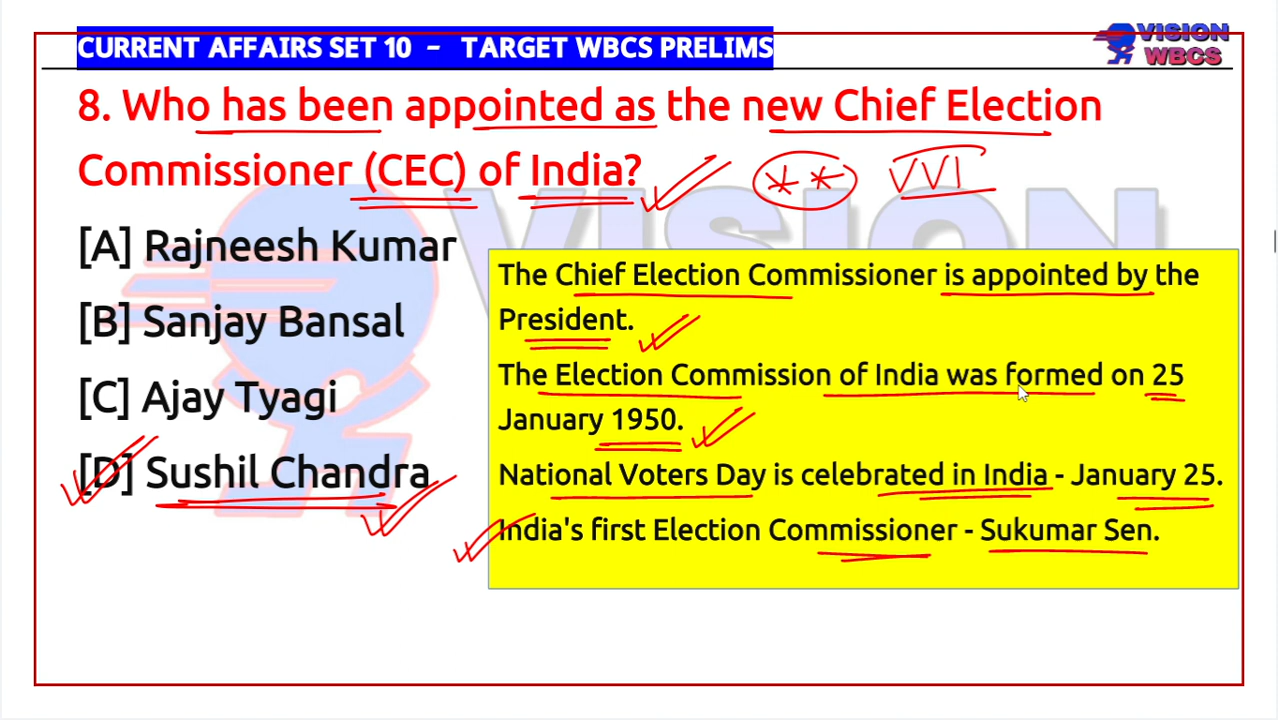 CURRENT AFFAIRS SET 10 – TARGET WBCS PRELIMS
VISION
WBCS
8. Who has been appointed as the new Chief Election
Commissioner (CEC) of India?
** VVI
[A] Rajneesh Kumar
[B] Sanjay Bansal
[C] Ajay Tyagi
[D] Sushil Chandra
The Chief Election Commissioner is appointed by the
President.
The Election Commission of India was formed on 25
January 1950.
National Voters Day is celebrated in India - January 25.
India's first Election Commissioner - Sukumar Sen.
VISION